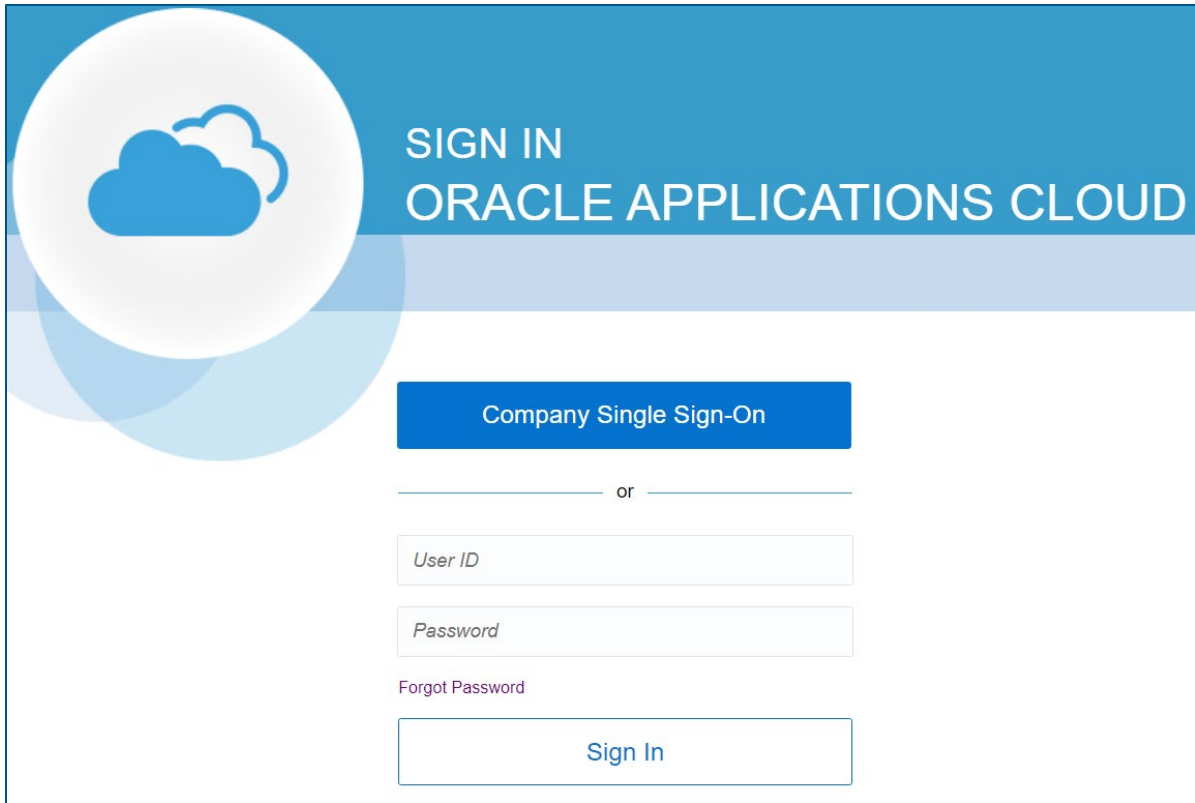 SIGN IN
ORACLE APPLICATIONS CLOUD
Company Single Sign-On
or
User ID
Password
Forgot Password
Sign In